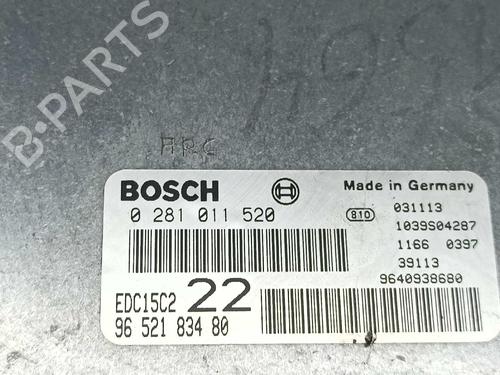 B-PARTS
ARC
BOSCH
Made in Germany
0 281 011 520
810
031113
1039S04287
1166 0397
39113
9640938680
EDC15C2 22
96 521 834 80